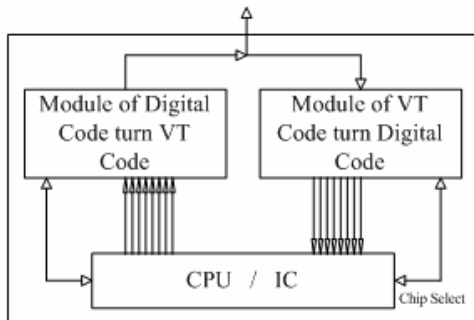 Module of Digital
Code turn VT
Code
Module of VT
Code turn Digital
Code
CPU / IC
Chip Select